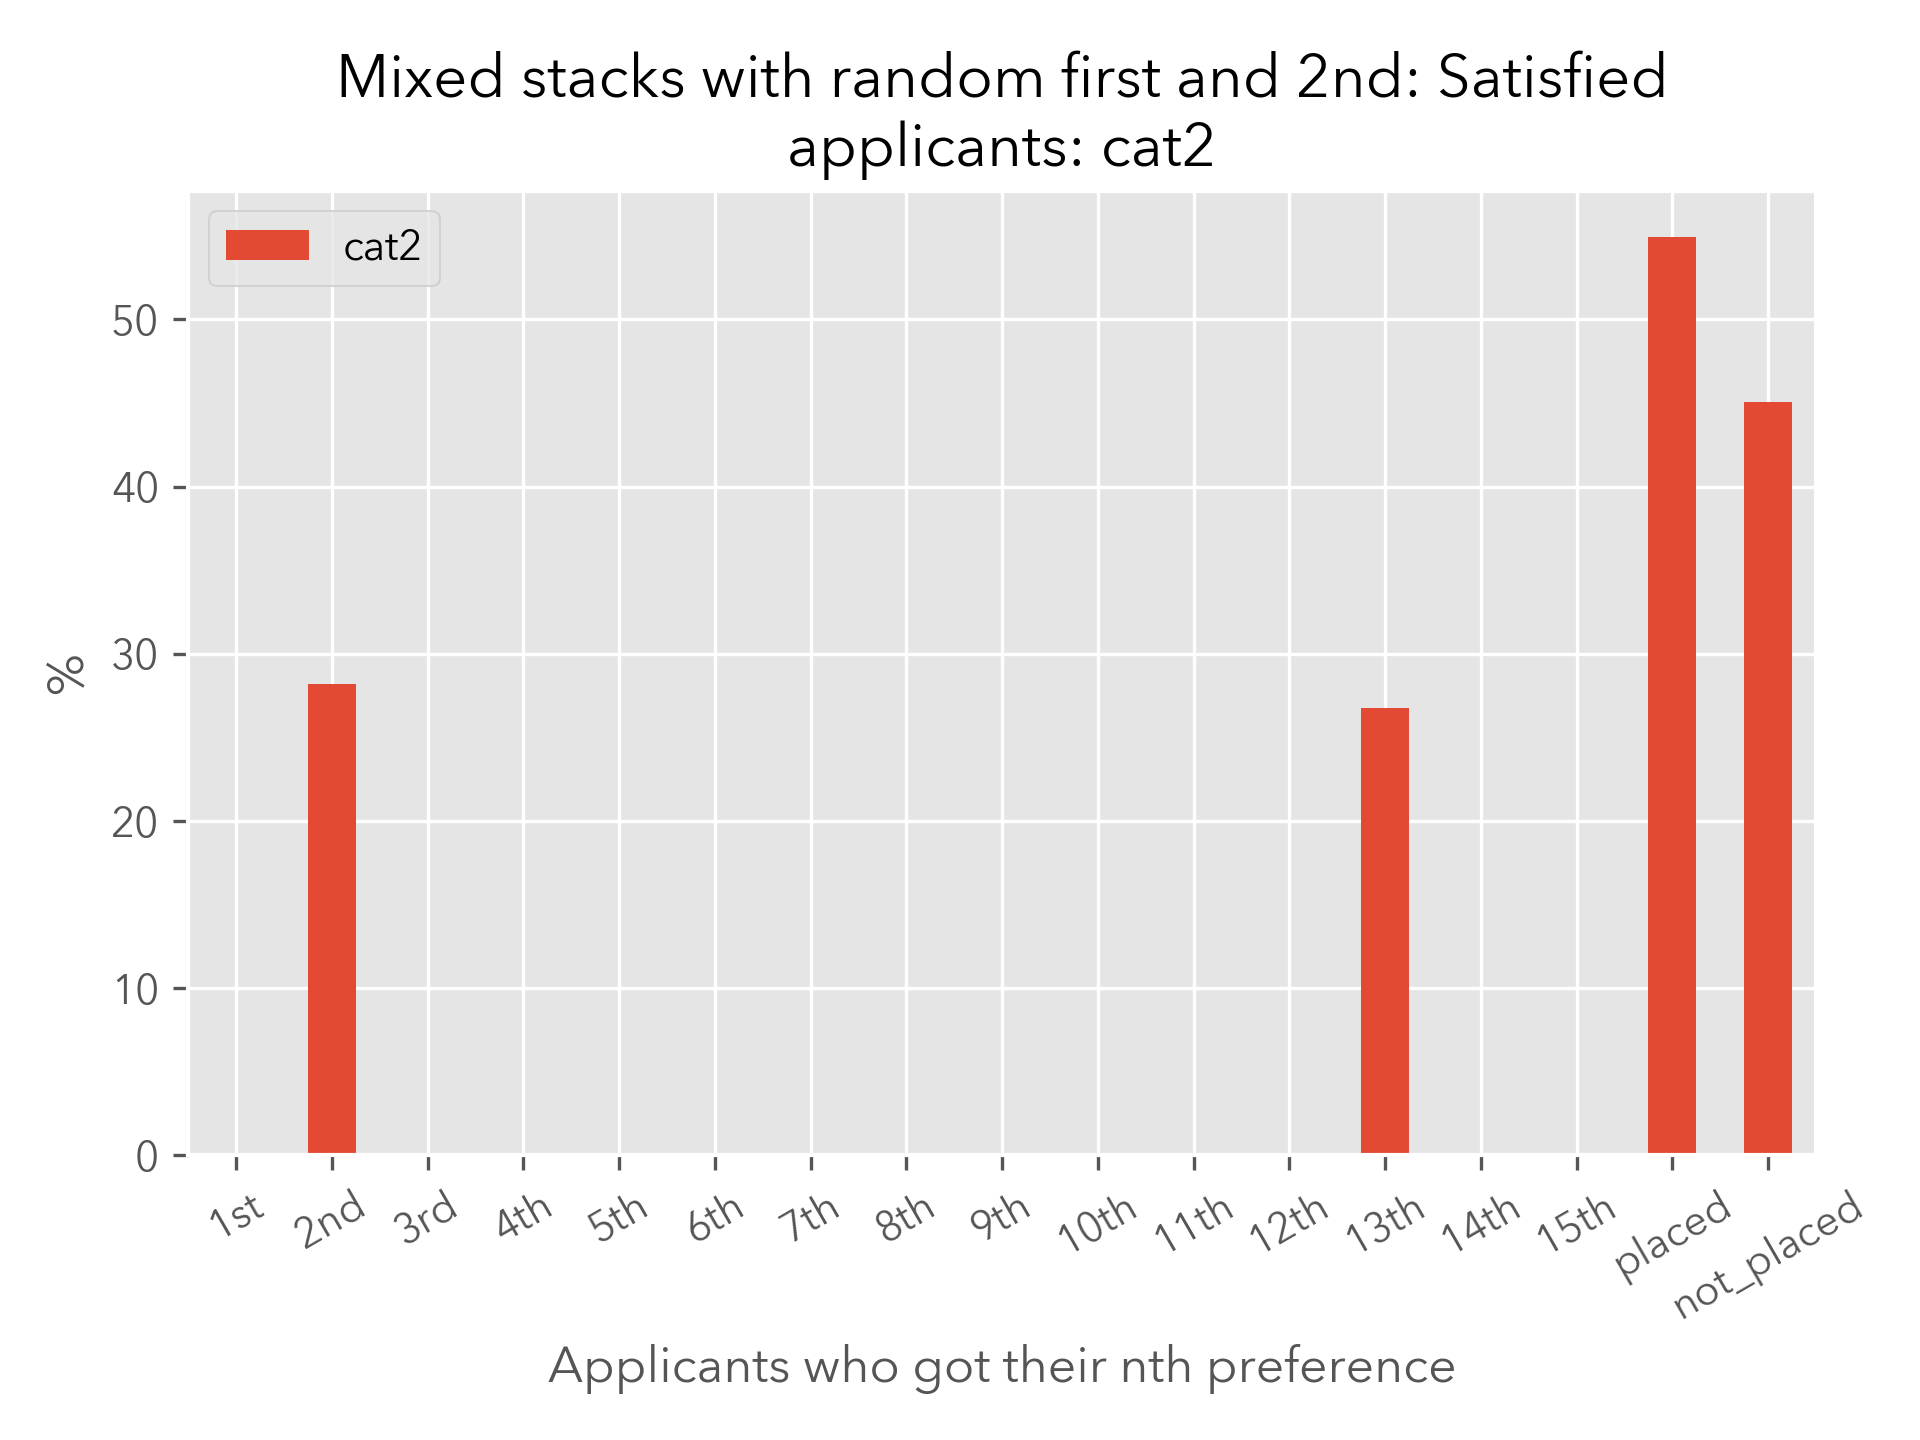 Mixed stacks with random first and 2nd: Satisfied
applicants: cat2
cat2
50
40
30
20
10
0
%
1st
2nd
3rd
4th
5th
6th
7th
8th
9th
10th
11th
12th
13th
14th
15th
placed
not_placed
Applicants who got their nth preference